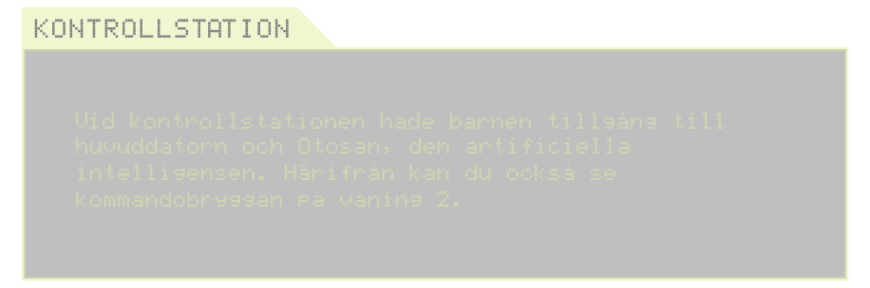 KONTROLLSTATION
Vid kontrollstationen hade barnen tillgång till
huvuddatorn och Otosan, den artificiella
intelligensen. Härifrån kan du också se
kommandobryggan på våning 2.